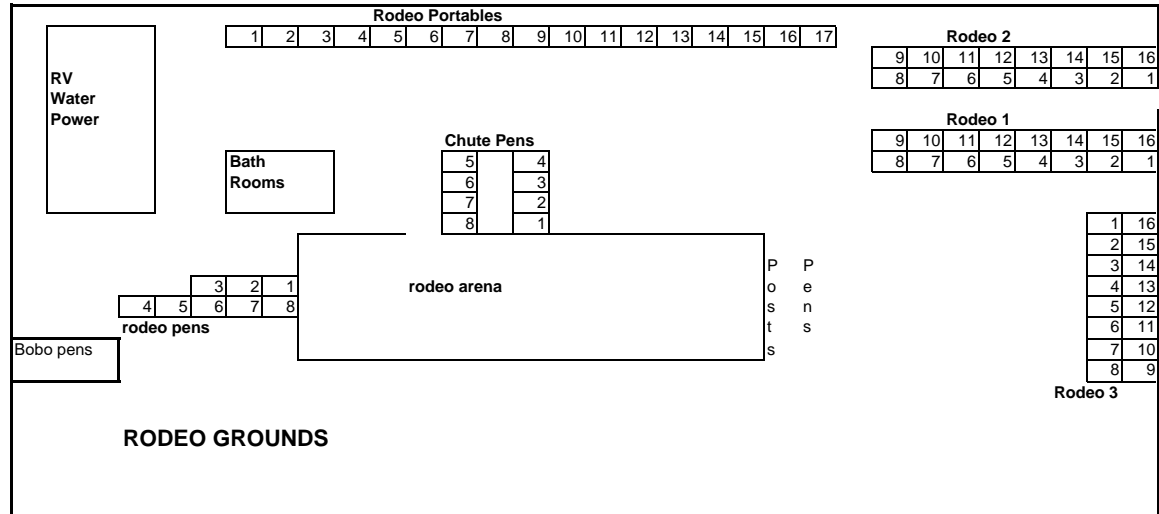 Rodeo Portables
1 2 3 4 5 6 7 8 9 10 11 12 13 14 15 16 17
Rodeo 2
9 10 11 12 13 14 15 16
8 7 6 5 4 3 2 1
RV
Water
Power
Rodeo 1
9 10 11 12 13 14 15 16
8 7 6 5 4 3 2 1
Chute Pens
5 4
6 3
7 2
8 1
Bath
Rooms
1 16
2 15
3 14
4 13
5 12
6 11
7 10
8 9
Rodeo 3
rodeo arena
Posts
Pens
3 2 1
4 5 6 7 8
rodeo pens
Bobo pens
RODEO GROUNDS